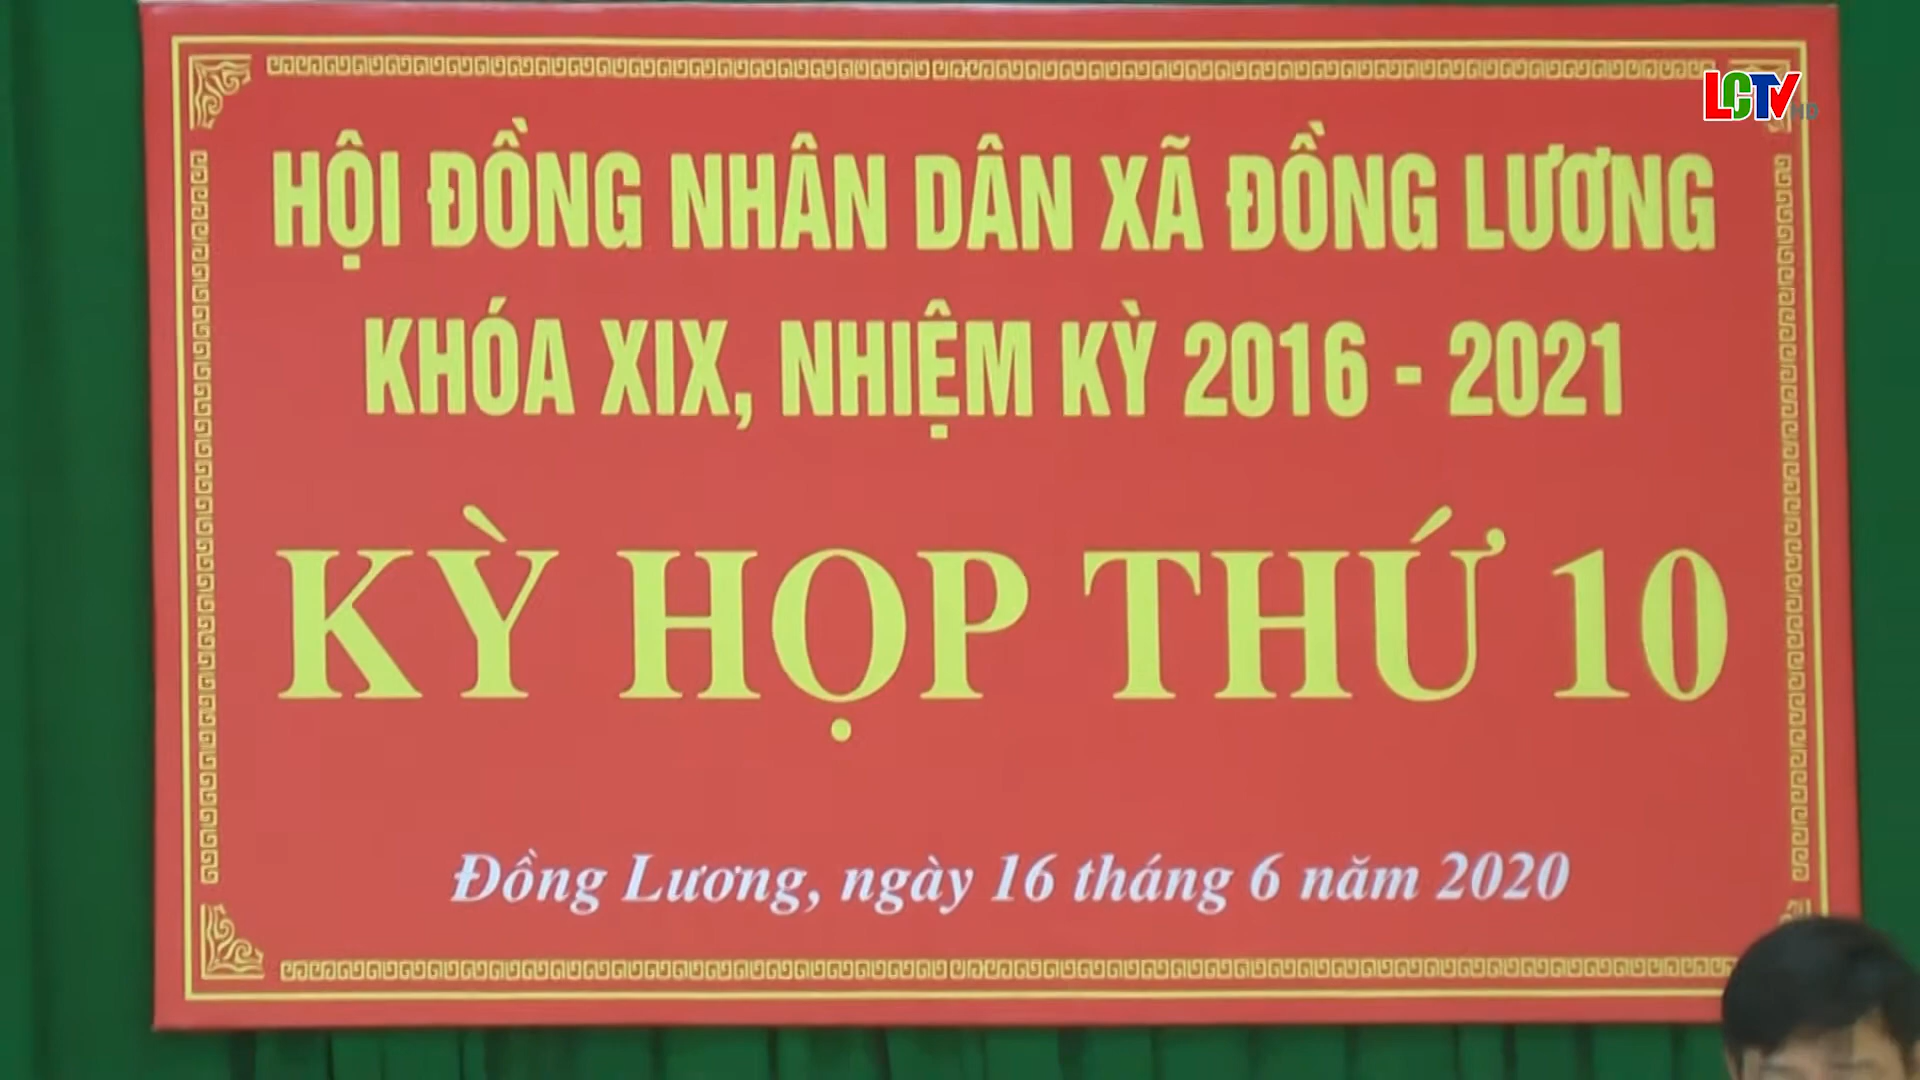 LCTV HD
HỘI ĐỒNG NHÂN DÂN XÃ ĐỒNG LƯƠNG
KHÓA XIX, NHIỆM KỲ 2016 - 2021
KỲ HỌP THỨ 10
Đồng Lương, ngày 16 tháng 6 năm 2020